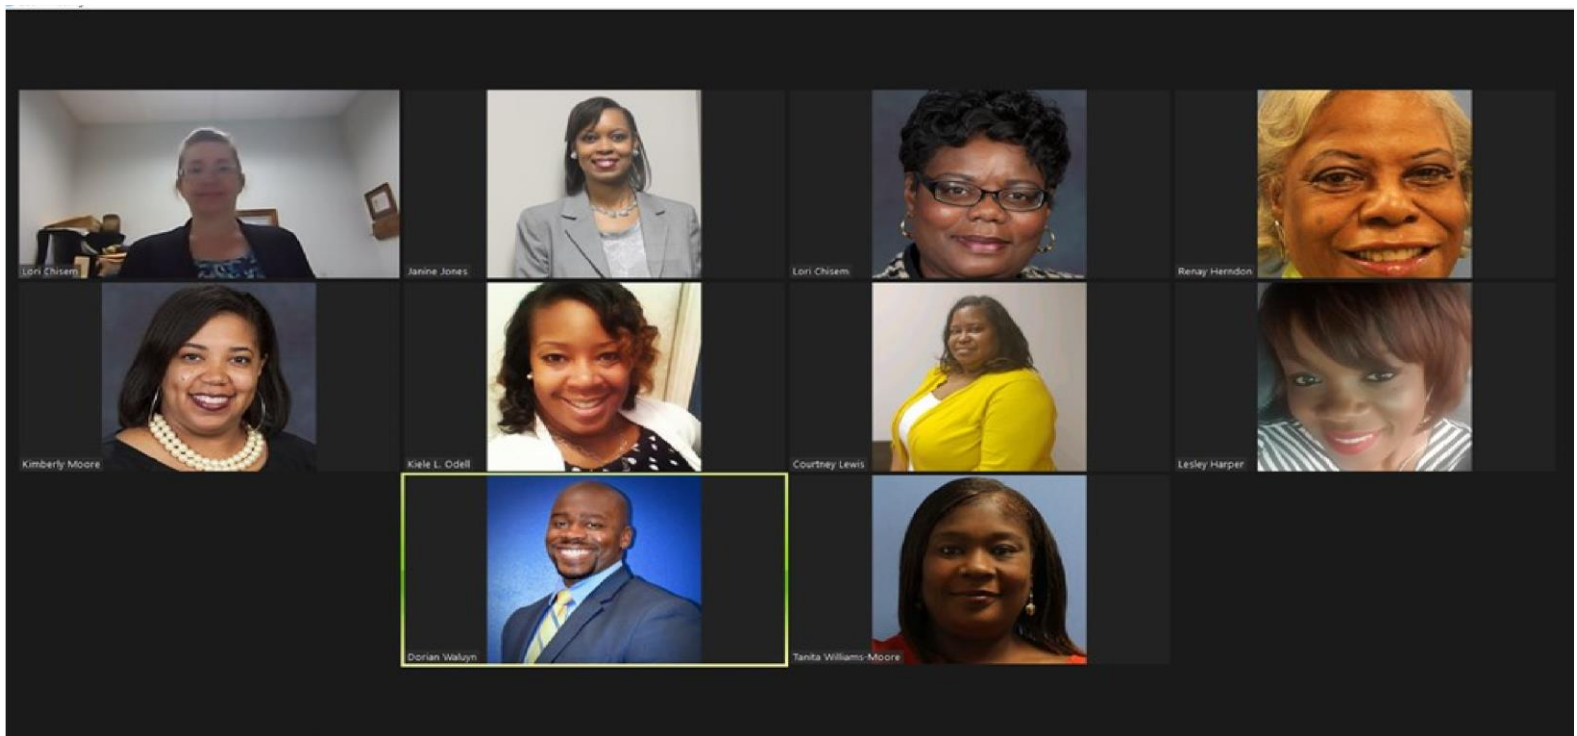 Lori Chisem
Janine Jones
Lori Chisem
Renay Herndon
Kimberly Moore
Kiele L. Odell
Courtney Lewis
Lesley Harper
Dorian Waluyn
Tanita Williams-Moore